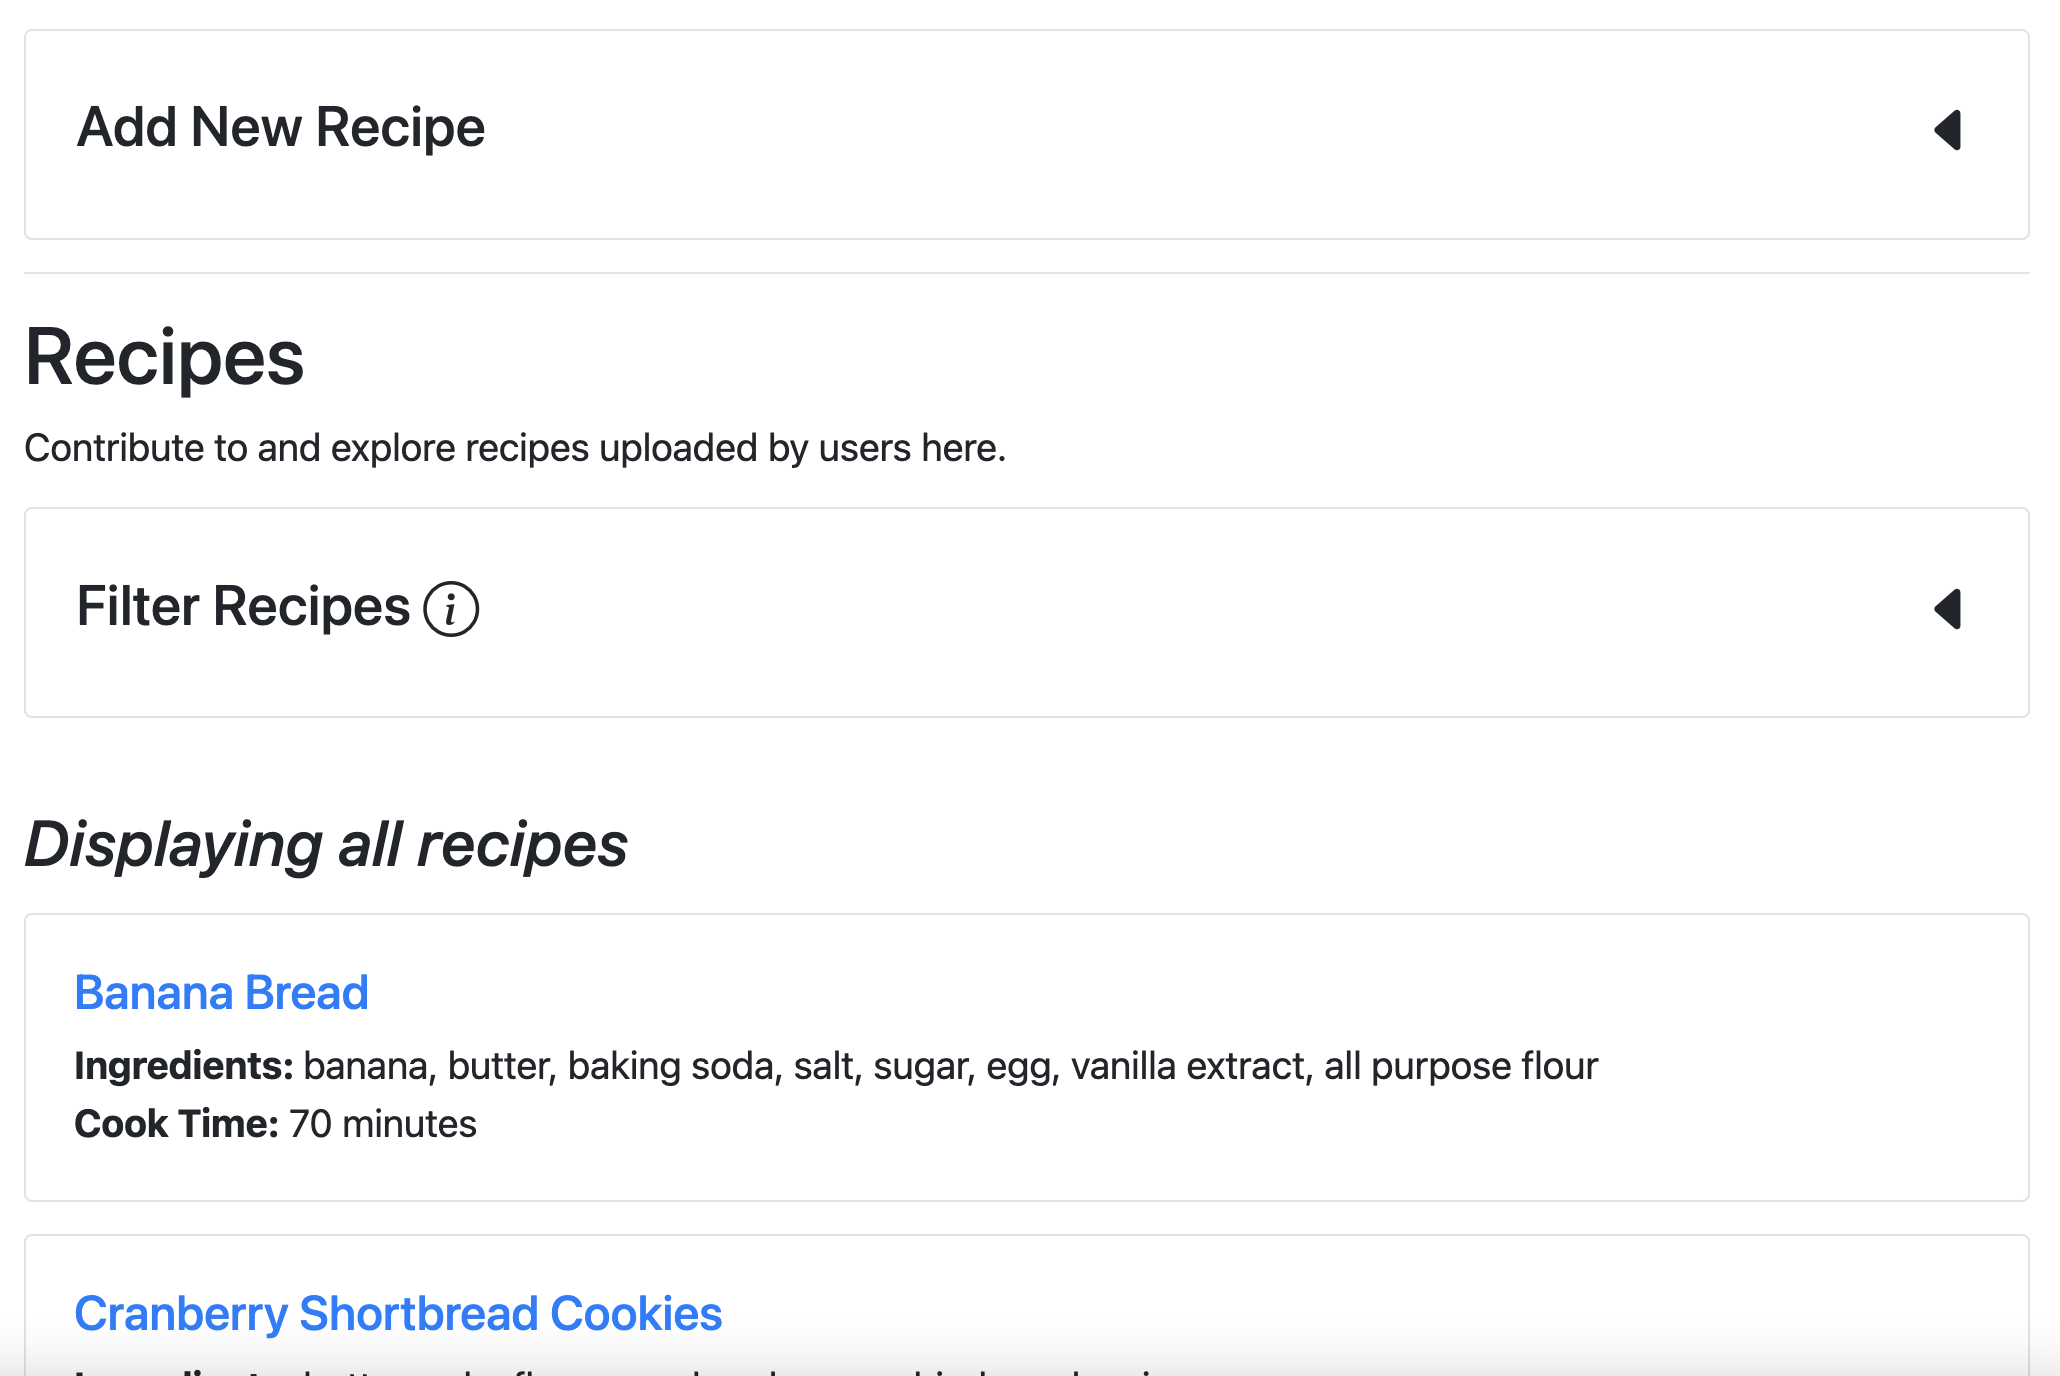 Add New Recipe
Recipes
Contribute to and explore recipes uploaded by users here.
Filter Recipes i
Displaying all recipes
Banana Bread
Ingredients: banana, butter, baking soda, salt, sugar, egg, vanilla extract, all purpose flour
Cook Time: 70 minutes
Cranberry Shortbread Cookies